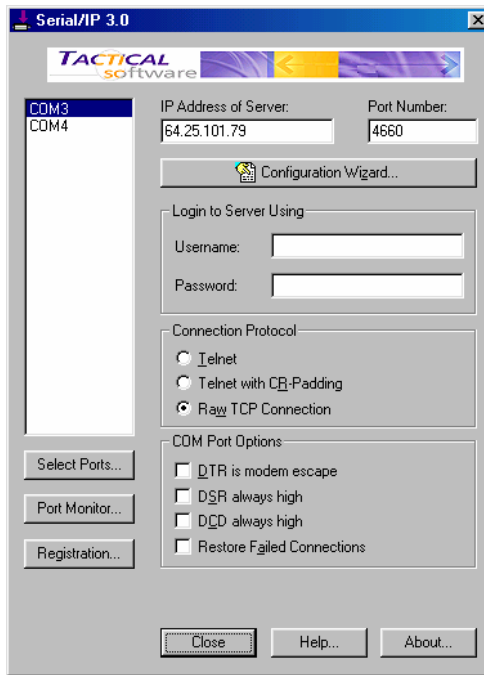 Serial/IP 3.0
TACTICAL
software
COM3
COM4
IP Address of Server:
Port Number:
64.25.101.79
4660
Configuration Wizard...
Login to Server Using
Username:
Password:
Connection Protocol
Telnet
Telnet with CR-Padding
Raw TCP Connection
COM Port Options
DTR is modem escape
DSR always high
DCD always high
Restore Failed Connections
Select Ports...
Port Monitor...
Registration...
Close
Help...
About...